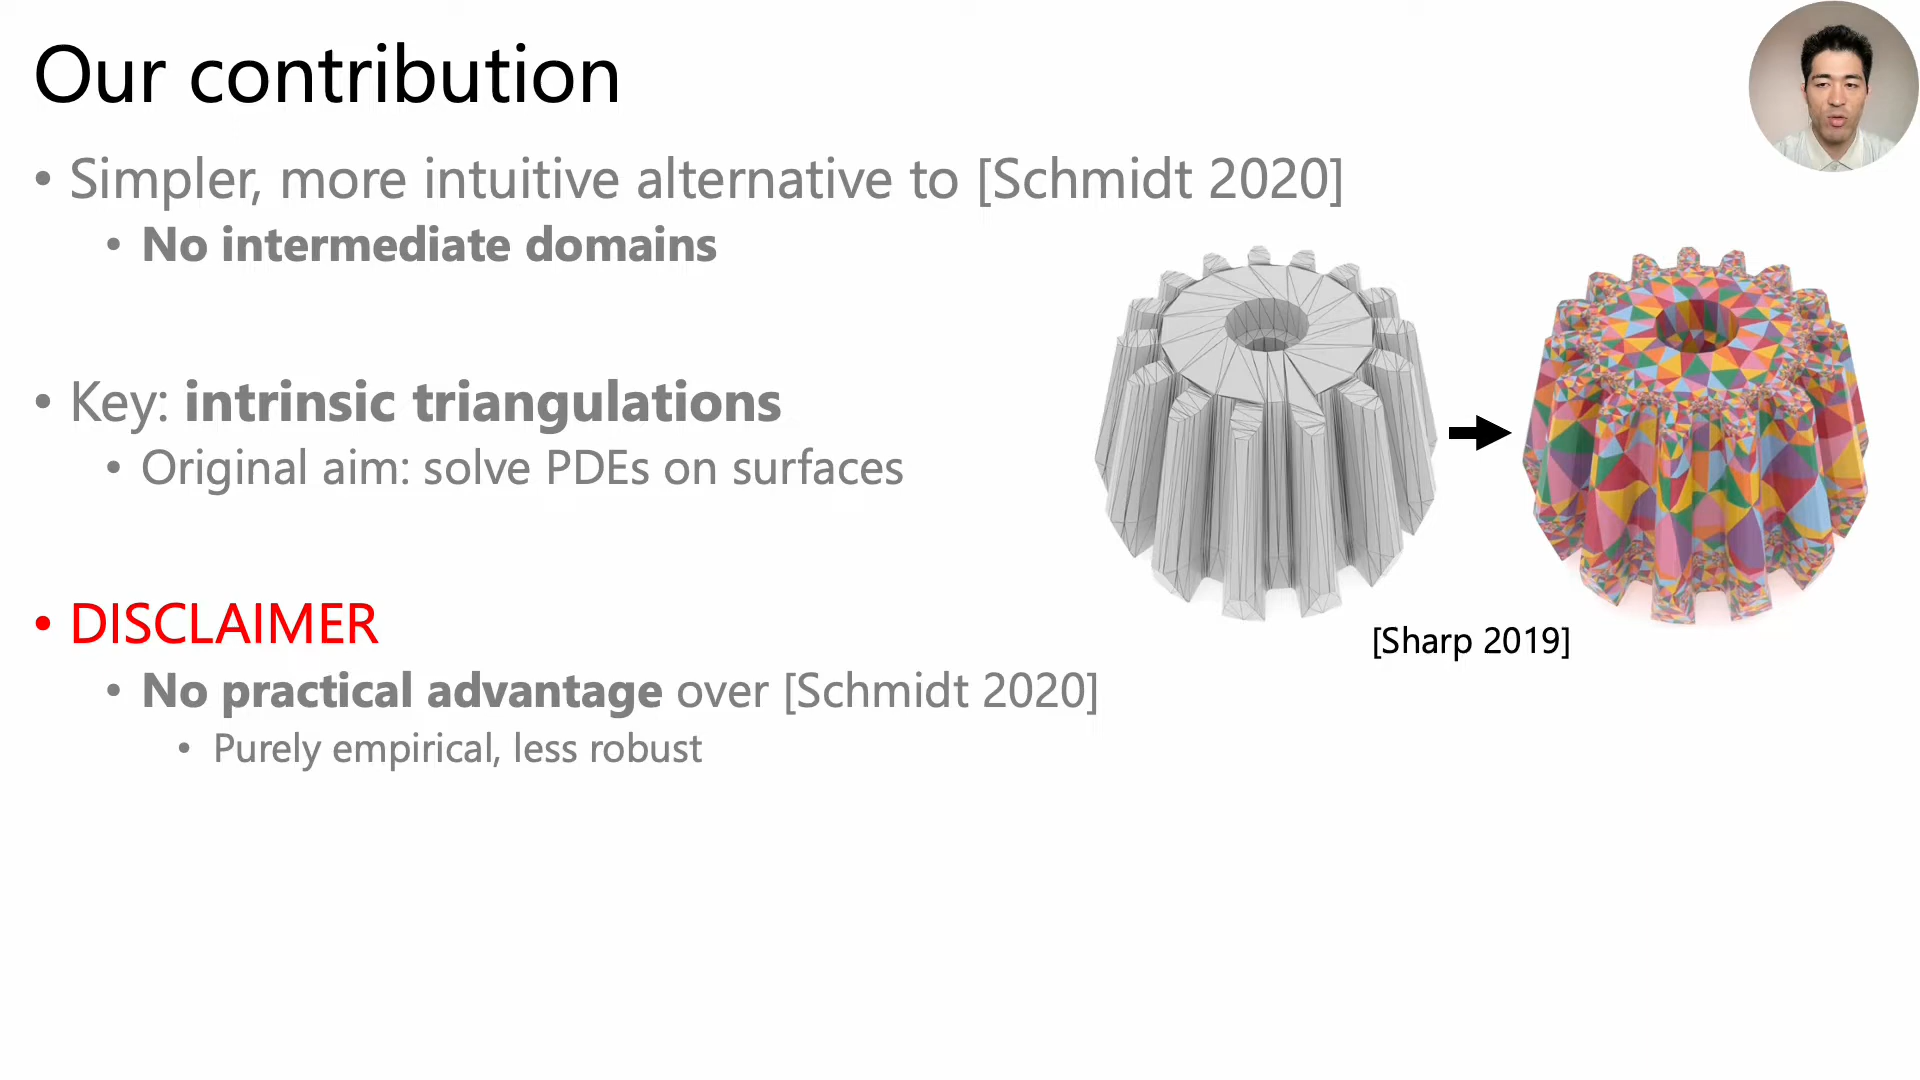 Our contribution
• Simpler, more intuitive alternative to [Schmidt 2020]
• No intermediate domains
• Key: intrinsic triangulations
• Original aim: solve PDEs on surfaces
[Sharp 2019]
• DISCLAIMER
• No practical advantage over [Schmidt 2020]
• Purely empirical, less robust